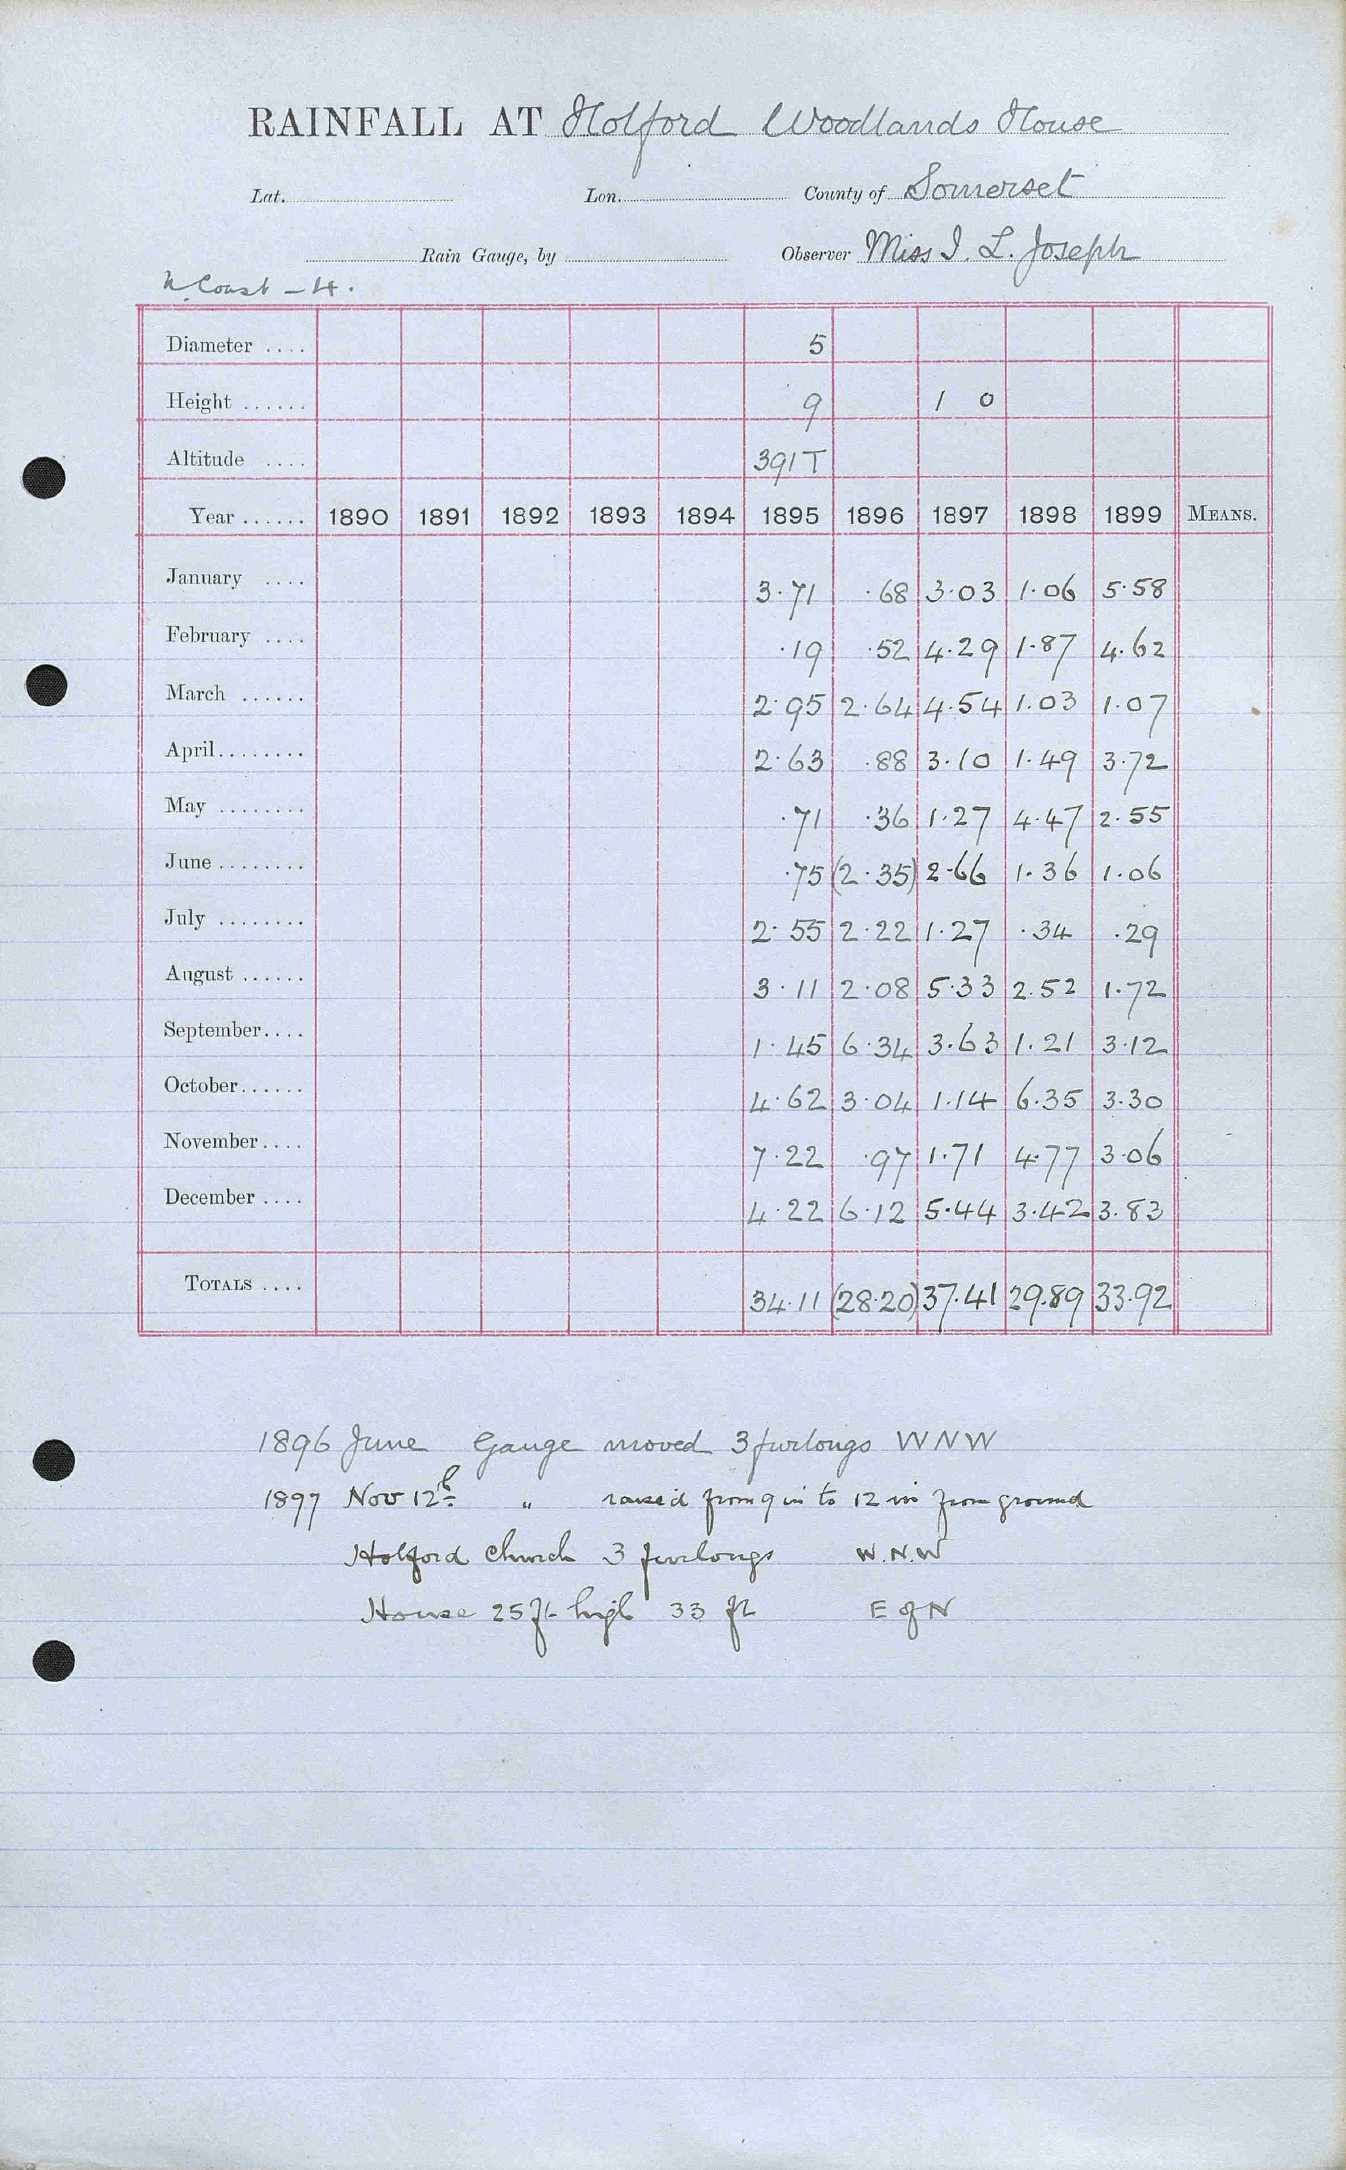 RAINFALL AT Holford Woodlands House
Lat. Lon. County of Somerset
Rain Gauge, by Observer Miss I. L. Joseph
N. Coast - 4.
Diameter .... 5
Height ...... 9 1 0
Altitude .... 391T
Year ...... 1890 1891 1892 1893 1894 1895 1896 1897 1898 1899 MEANS.
January .... 3.71 .68 3.03 1.06 5.58
February .... .19 .52 4.29 1.87 4.62
March ...... 2.95 2.64 4.54 1.03 1.07
April........ 2.63 .88 3.10 1.49 3.72
May ........ .71 .36 1.27 4.47 2.55
June ........ .75 (2.35) 2.66 1.36 1.06
July ........ 2.55 2.22 1.27 .34 .29
August ...... 3.11 2.08 5.33 2.52 1.72
September.... 1.45 6.34 3.63 1.21 3.12
October...... 4.62 3.04 1.14 6.35 3.30
November.... 7.22 .97 1.71 4.77 3.06
December .... 4.22 6.12 5.44 3.42 3.83
TOTALS .... 34.11 (28.20) 37.41 29.89 33.92
1896 June Gauge moved 3 furlongs WNW
1897 Nov 12th " raised from 9 in to 12 in from ground
Holford Church 3 furlongs W.N.W
House 25 ft high 33 ft E of N